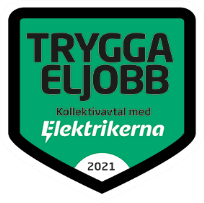 TRYGGA
ELJOBB
Kollektivavtal med
Elektrikerna
2021